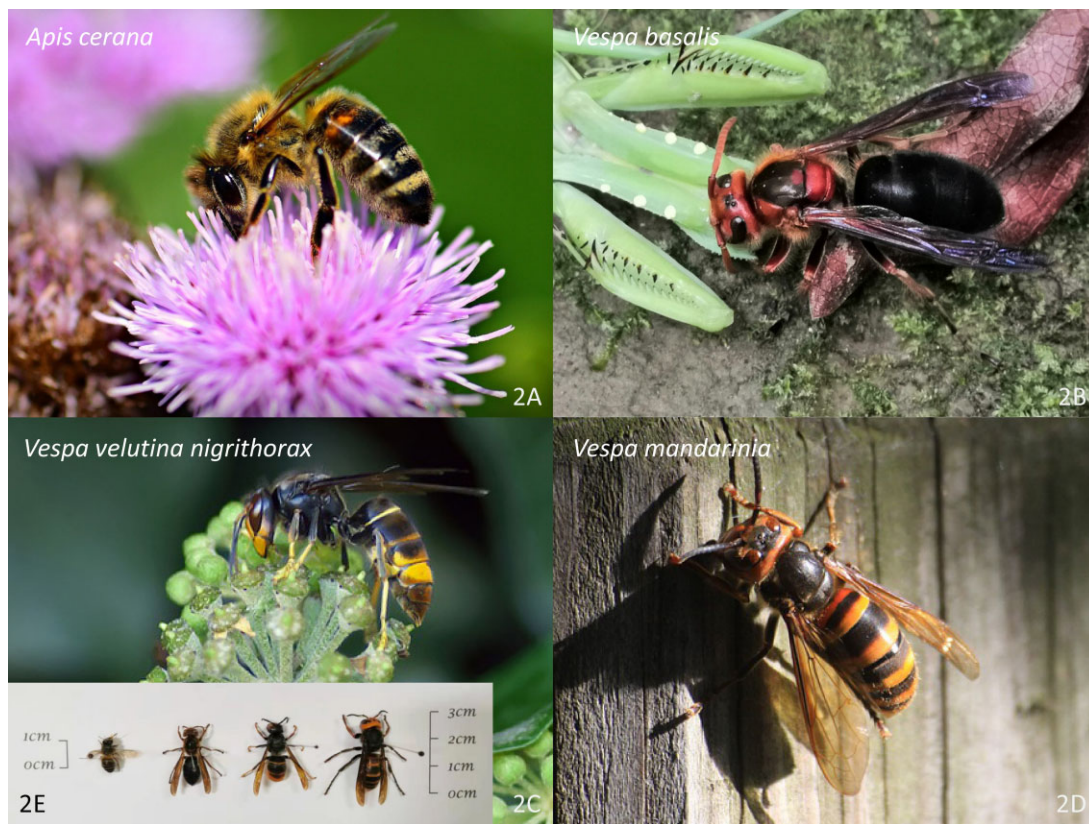 Apis cerana
2A
Vespa basalis
2B
Vespa velutina nigrithorax
2C
Vespa mandarinia
2D
1cm
0cm
3cm
2cm
1cm
0cm
2E